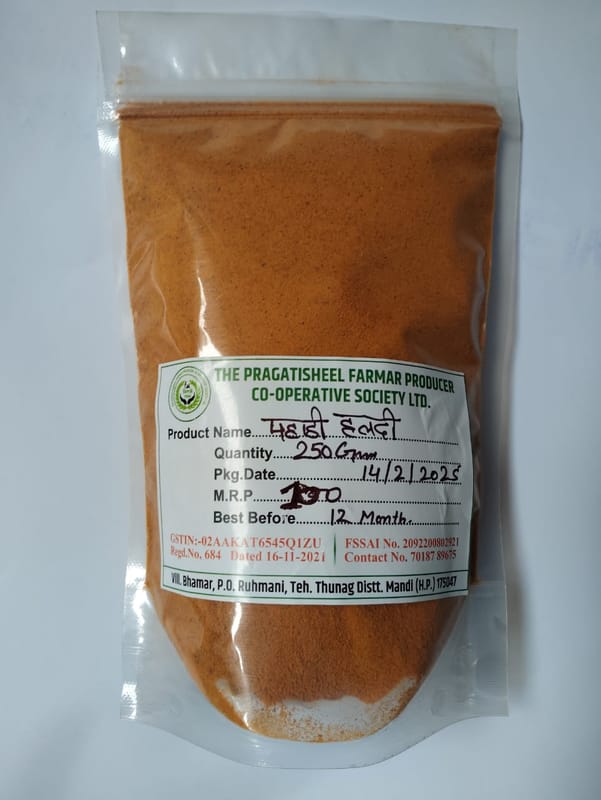 THE PRAGATISHEEL FARMAR PRODUCER
CO-OPERATIVE SOCIETY LTD.
Product Name पहाडी हलदी
Quantity 250 Gram
Pkg.Date 14/2/2025
M.R.P.
Best Before 12 Month.
GSTIN:-02AAKAT6545Q1ZU FSSAI No. 2092200802921
Regd.No. 684 Dated 16-11-2021 Contact No. 70187 89675
Vill. Bhamar, P.O. Ruhmani, Teh. Thunag Distt. Mandi (H.P.) 175047